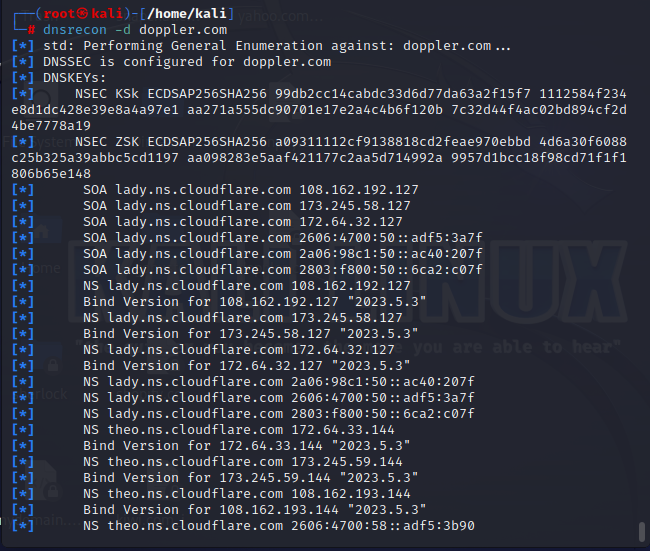 yahoo.com
┌──(root㉿kali)-[/home/kali]
└─# dnsrecon -d doppler.com
[*] std: Performing General Enumeration against: doppler.com...
[*] DNSSEC is configured for doppler.com
[*] DNSKEYs:
[*] NSEC KSk ECDSAP256SHA256 99db2cc14cabdc33d6d77da63a2f15f7 1112584f234
e8d1dc428e39e8a4a97e1 aa271a555dc90701e17e2a4c4b6f120b 7c32d44f4ac02bd894cf2d
4be7778a19
[*] NSEC ZSK ECDSAP256SHA256 a09311112cf9138818cd2feae970ebbd 4d6a30f6088
c25b325a39abbc5cd1197 aa098283e5aaf421177c2aa5d714992a 9957d1bcc18f98cd71f1f1
806b65e148
[*] SOA lady.ns.cloudflare.com 108.162.192.127
[*] SOA lady.ns.cloudflare.com 173.245.58.127
[*] SOA lady.ns.cloudflare.com 172.64.32.127
[*] SOA lady.ns.cloudflare.com 2606:4700:50::adf5:3a7f
[*] SOA lady.ns.cloudflare.com 2a06:98c1:50::ac40:207f
[*] SOA lady.ns.cloudflare.com 2803:f800:50::6ca2:c07f
[*] NS lady.ns.cloudflare.com 108.162.192.127
[*] Bind Version for 108.162.192.127 "2023.5.3"
[*] NS lady.ns.cloudflare.com 173.245.58.127
[*] Bind Version for 173.245.58.127 "2023.5.3"
[*] NS lady.ns.cloudflare.com 172.64.32.127
[*] Bind Version for 172.64.32.127 "2023.5.3"
[*] NS lady.ns.cloudflare.com 2a06:98c1:50::ac40:207f
[*] NS lady.ns.cloudflare.com 2606:4700:50::adf5:3a7f
[*] NS lady.ns.cloudflare.com 2803:f800:50::6ca2:c07f
[*] NS theo.ns.cloudflare.com 172.64.33.144
[*] Bind Version for 172.64.33.144 "2023.5.3"
[*] NS theo.ns.cloudflare.com 173.245.59.144
[*] Bind Version for 173.245.59.144 "2023.5.3"
[*] NS theo.ns.cloudflare.com 108.162.193.144
[*] Bind Version for 108.162.193.144 "2023.5.3"
[*] NS theo.ns.cloudflare.com 2606:4700:58::adf5:3b90
you are able to hear"